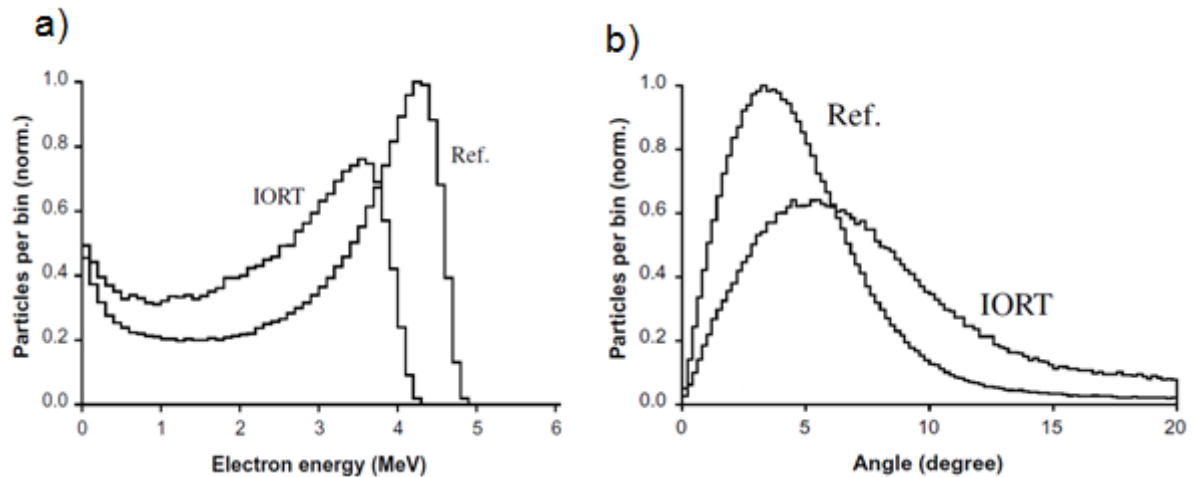 a)
Particles per bin (norm.)
1.0
0.8
0.6
0.4
0.2
0.0
IORT
Ref.
0 1 2 3 4 5 6
Electron energy (MeV)
b)
Particles per bin (norm.)
1.0
0.8
0.6
0.4
0.2
0.0
Ref.
IORT
0 5 10 15 20
Angle (degree)